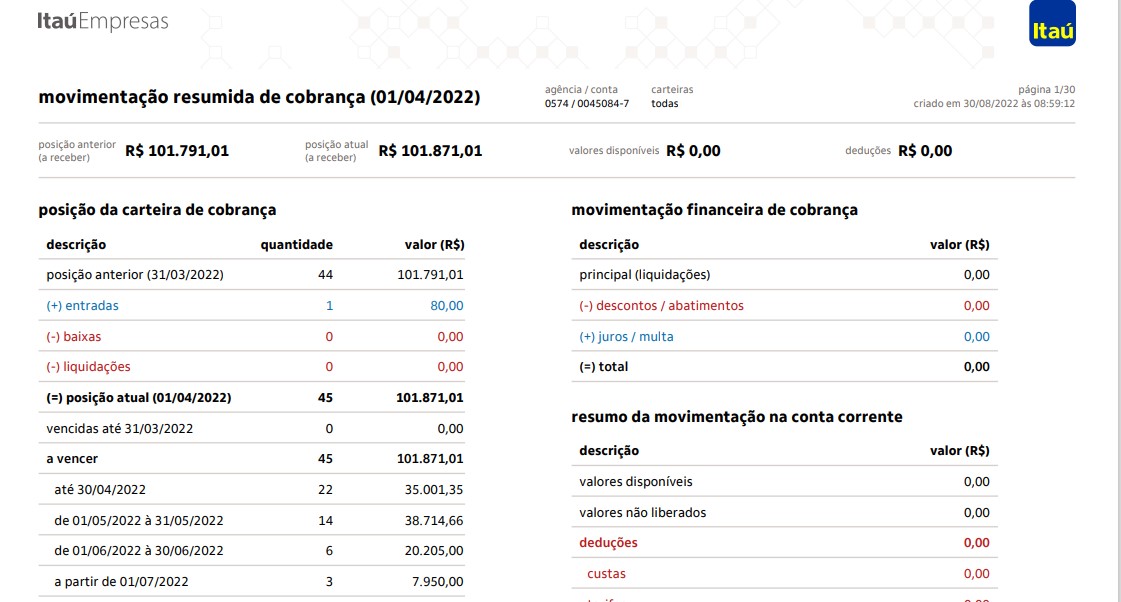 ItaúEmpresas
Itaú
movimentação resumida de cobrança (01/04/2022)
agência / conta
0574 / 0045084-7
carteiras
todas
página 1/30
criado em 30/08/2022 às 08:59:12
posição anterior
(a receber)
R$ 101.791,01
posição atual
(a receber)
R$ 101.871,01
valores disponíveis R$ 0,00
deduções R$ 0,00
posição da carteira de cobrança
descrição quantidade valor (R$)
posição anterior (31/03/2022) 44 101.791,01
(+) entradas 1 80,00
(-) baixas 0 0,00
(-) liquidações 0 0,00
(=) posição atual (01/04/2022) 45 101.871,01
vencidas até 31/03/2022 0 0,00
a vencer 45 101.871,01
até 30/04/2022 22 35.001,35
de 01/05/2022 à 31/05/2022 14 38.714,66
de 01/06/2022 à 30/06/2022 6 20.205,00
a partir de 01/07/2022 3 7.950,00
movimentação financeira de cobrança
descrição valor (R$)
principal (liquidações) 0,00
(-) descontos / abatimentos 0,00
(+) juros / multa 0,00
(=) total 0,00
resumo da movimentação na conta corrente
descrição valor (R$)
valores disponíveis 0,00
valores não liberados 0,00
deduções 0,00
custas 0,00